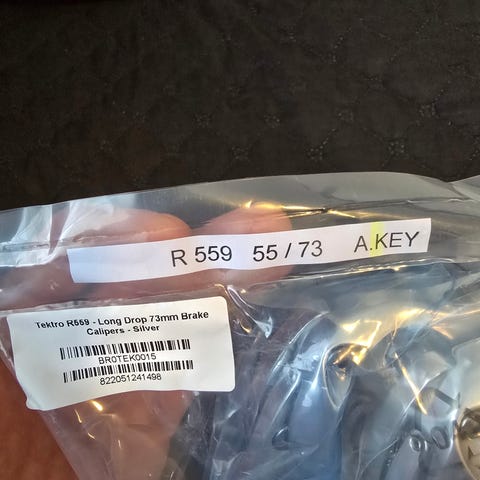 R 559 55 / 73 A.KEY
Tektro R559 - Long Drop 73mm Brake
Calipers - Silver
BR0TEK0015
822051241498